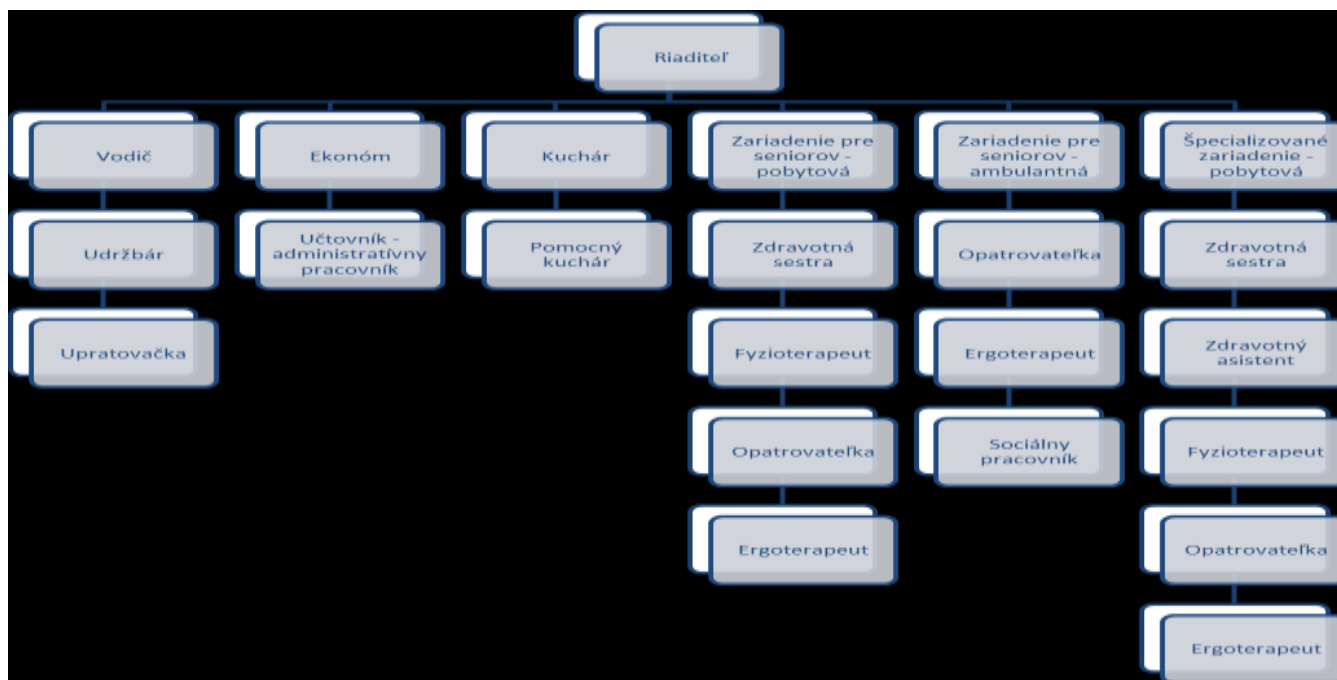 Riaditeľ
Vodič
Ekonóm
Kuchár
Zariadenie pre
seniorov -
pobytová
Zariadenie pre
seniorov -
ambulantná
Špecializované
zariadenie -
pobytová
Udržbár
Učtovník -
administratívny
pracovník
Pomocný
kuchár
Zdravotná
sestra
Opatrovateľka
Zdravotná
sestra
Upratovačka
Fyzioterapeut
Ergoterapeut
Zdravotný
asistent
Opatrovateľka
Sociálny
pracovník
Fyzioterapeut
Ergoterapeut
Opatrovateľka
Ergoterapeut